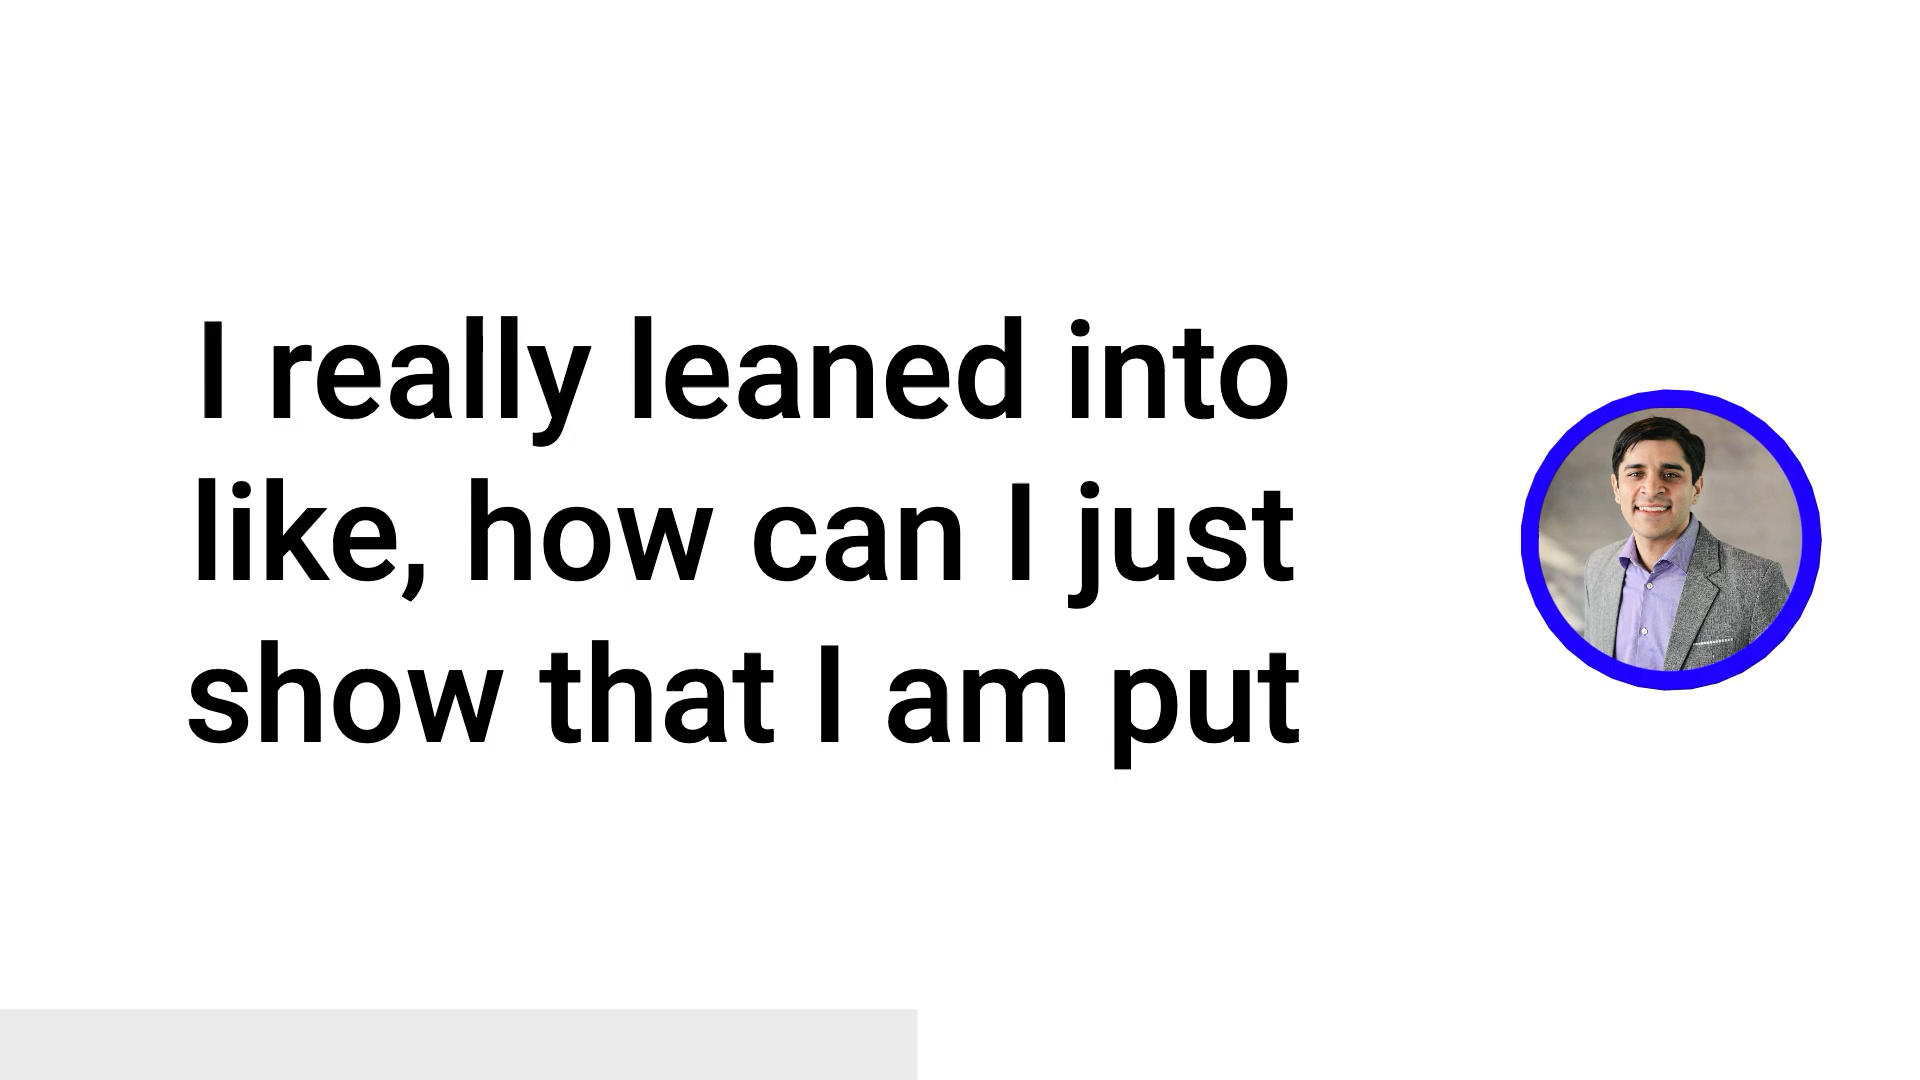 I really leaned into
like, how can I just
show that I am put